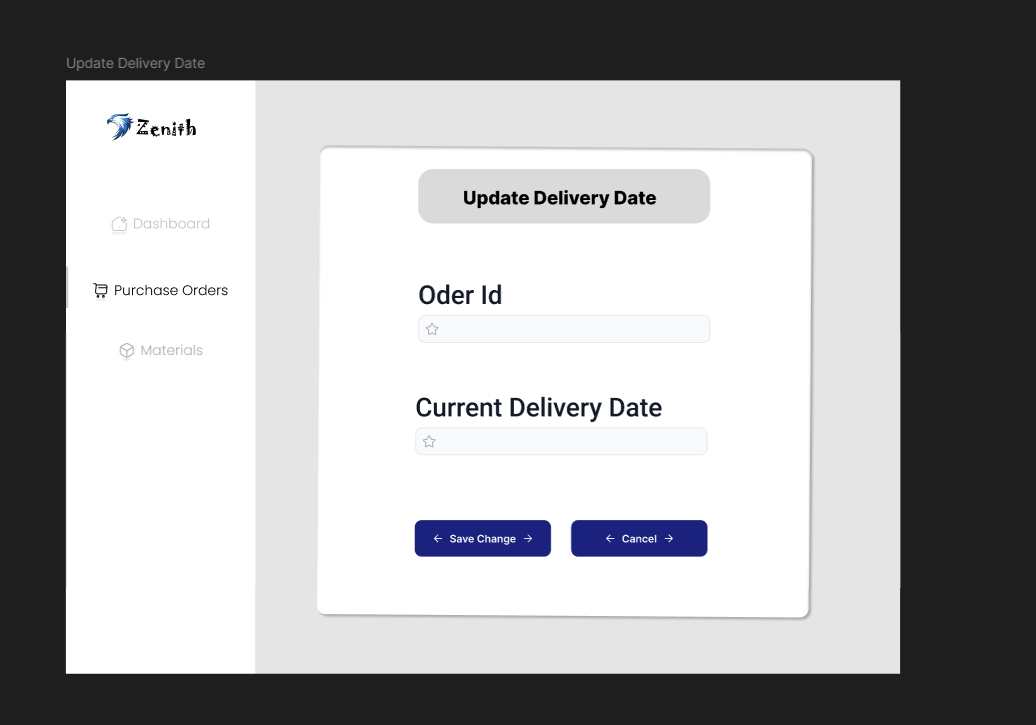 Update Delivery Date
Zenith
Dashboard
Purchase Orders
Materials
Update Delivery Date
Oder Id
Current Delivery Date
← Save Change →
← Cancel →